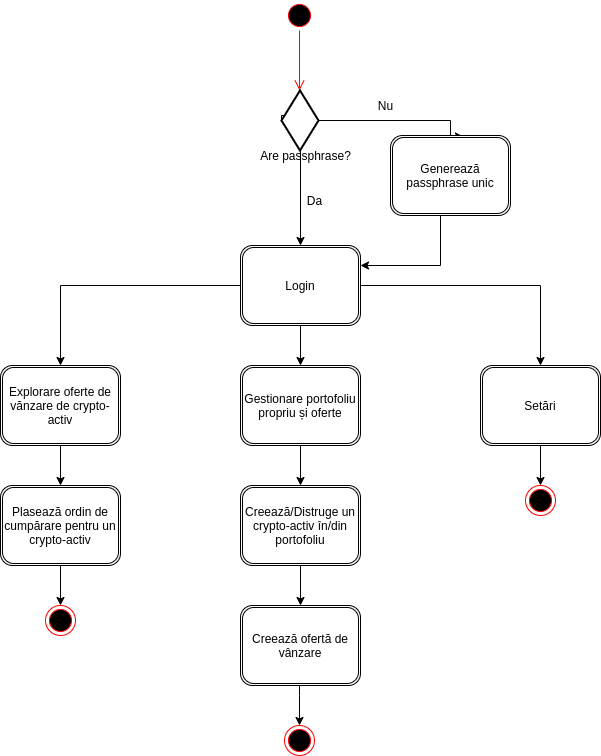 Nu
Are passphrase?
Generează
passphrase unic
Da
Login
Explorare oferte de
vănzare de crypto-
activ
Gestionare portofoliu
propriu și oferte
Setări
Plasează ordin de
cumpărare pentru un
crypto-activ
Creează/Distruge un
crypto-activ în/din
portofoliu
Creează ofertă de
vânzare